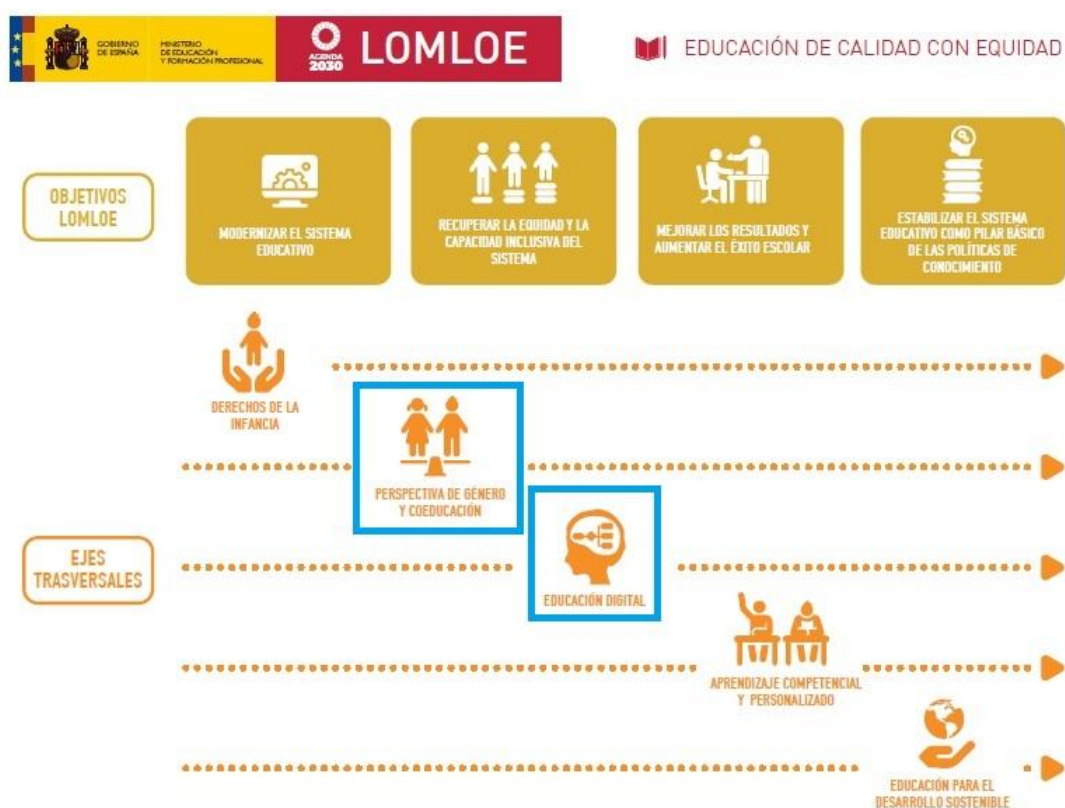 GOBIERNO
DE ESPAÑA
MINISTERIO
DE EDUCACIÓN
Y FORMACIÓN PROFESIONAL
AGENDA
2030
LOMLOE
EDUCACIÓN DE CALIDAD CON EQUIDAD
OBJETIVOS
LOMLOE
MODERNIZAR EL SISTEMA
EDUCATIVO
RECUPERAR LA EQUIDAD Y LA
CAPACIDAD INCLUSIVA DEL
SISTEMA
MEJORAR LOS RESULTADOS Y
AUMENTAR EL ÉXITO ESCOLAR
ESTABILIZAR EL SISTEMA
EDUCATIVO COMO PILAR BÁSICO
DE LAS POLÍTICAS DE
CONOCIMIENTO
DERECHOS DE LA
INFANCIA
PERSPECTIVA DE GÉNERO
Y COEDUCACIÓN
EJES
TRASVERSALES
EDUCACIÓN DIGITAL
APRENDIZAJE COMPETENCIAL
Y PERSONALIZADO
EDUCACIÓN PARA EL
DESARROLLO SOSTENIBLE